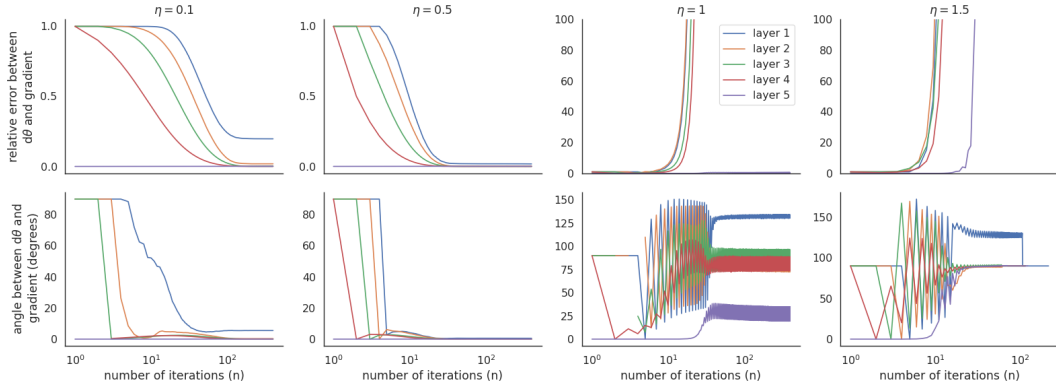 η = 0.1
η = 0.5
η = 1
η = 1.5
relative error between
dθ and gradient
1.0
0.5
0.0
1.0
0.5
0.0
100
80
60
40
20
0
layer 1
layer 2
layer 3
layer 4
layer 5
100
80
60
40
20
0
angle between dθ and
gradient (degrees)
80
60
40
20
0
80
60
40
20
0
150
125
100
75
50
25
0
150
100
50
0
10⁰ 10¹ 10²
10⁰ 10¹ 10²
10⁰ 10¹ 10²
10⁰ 10¹ 10²
number of iterations (n)
number of iterations (n)
number of iterations (n)
number of iterations (n)